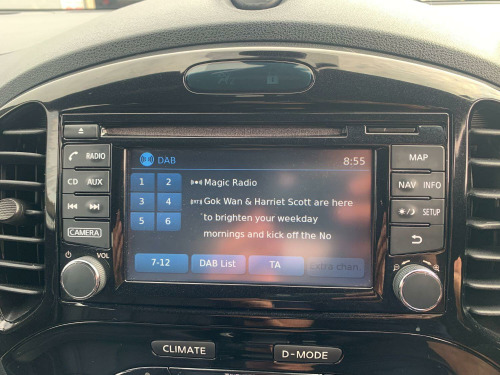 RADIO
CD AUX
CAMERA
VOL
DAB
8:55
1 2
3 4
5 6
Magic Radio
Gok Wan & Harriet Scott are here
to brighten your weekday
mornings and kick off the No
7-12
DAB List
TA
Extra chan
MAP
NAV INFO
SETUP
CLIMATE
D-MODE